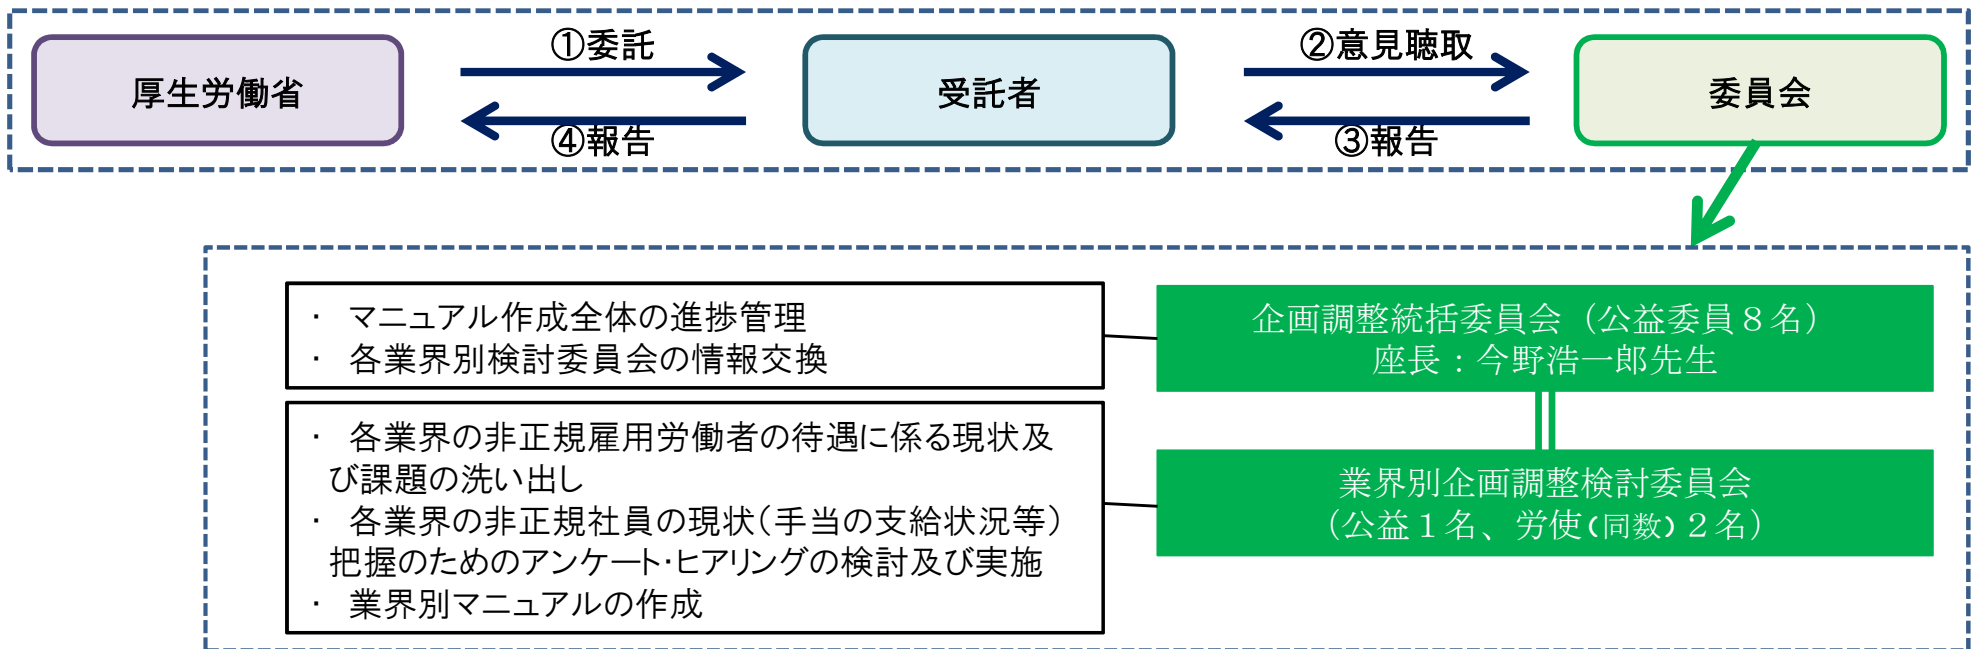 ①委託
②意見聴取
厚生労働省
受託者
委員会
④報告
③報告
・ マニュアル作成全体の進捗管理
・ 各業界別検討委員会の情報交換
企画調整統括委員会（公益委員８名）
座長：今野浩一郎先生
・ 各業界の非正規雇用労働者の待遇に係る現状及
び課題の洗い出し
・ 各業界の非正規社員の現状（手当の支給状況等）
把握のためのアンケート・ヒアリングの検討及び実施
・ 業界別マニュアルの作成
業界別企画調整検討委員会
（公益１名、労使(同数)２名）